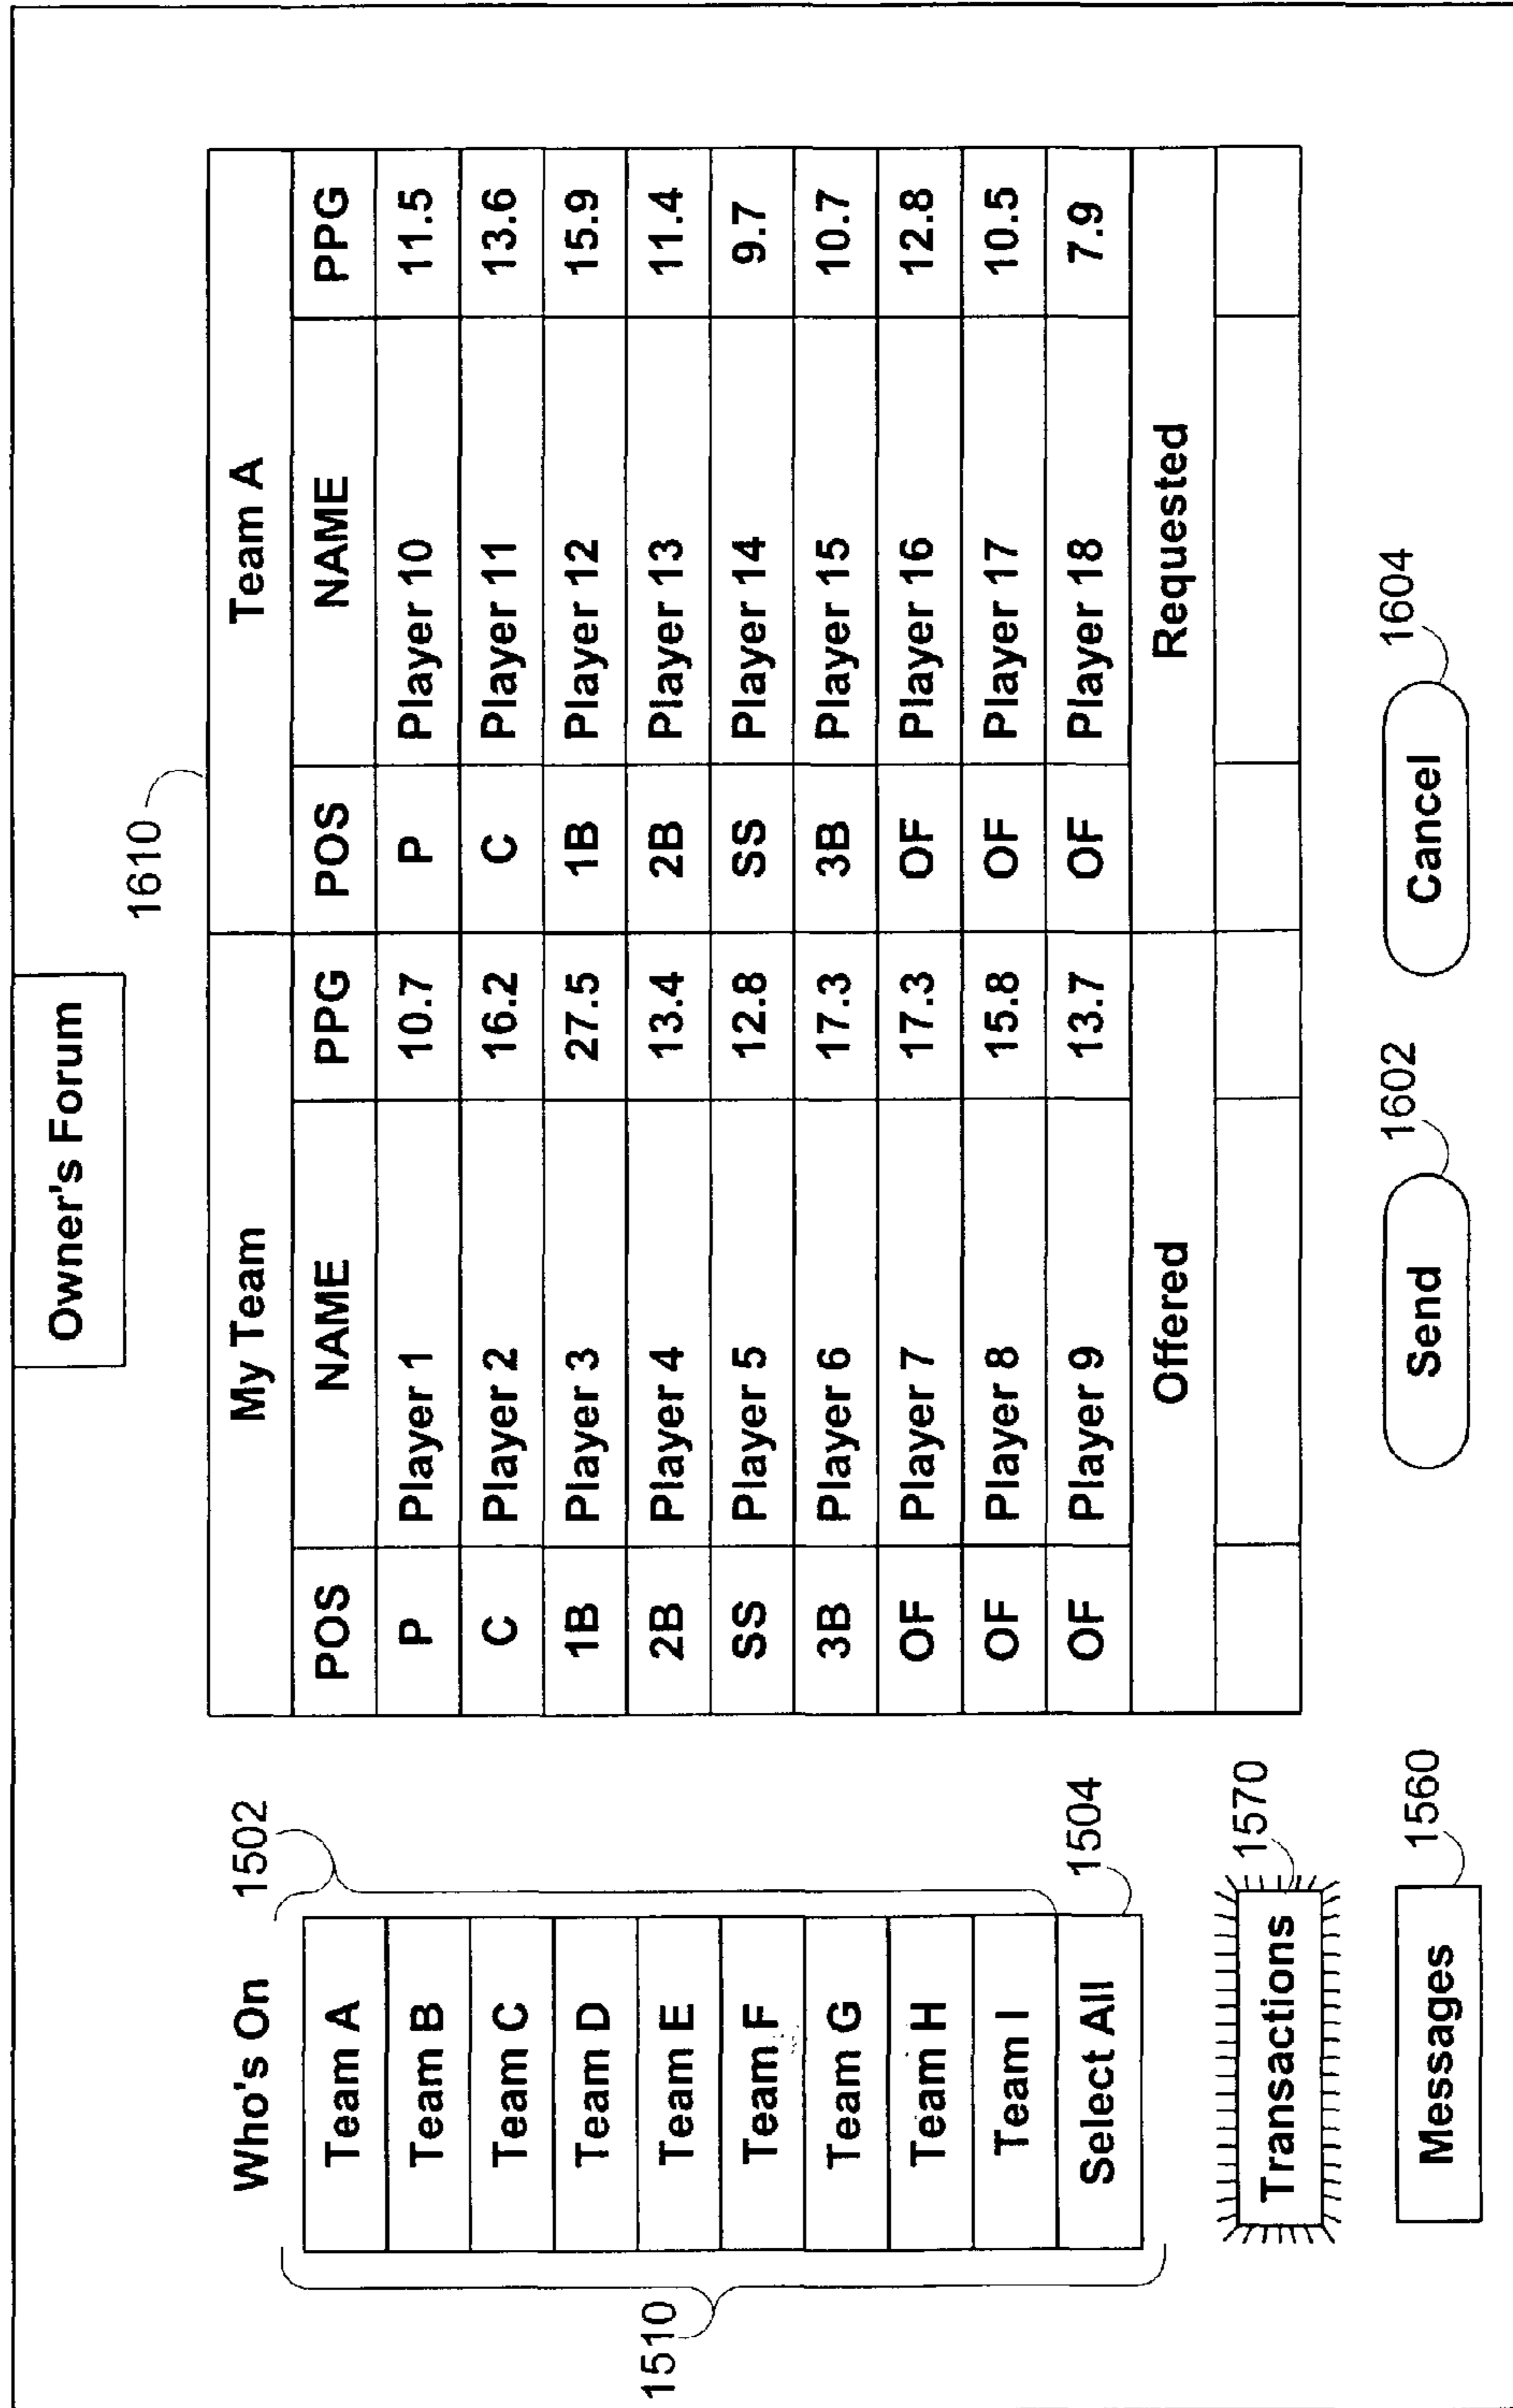 Owner's Forum
1610
Who's On
1502
Team A
Team B
Team C
Team D
Team E
Team F
Team G
Team H
Team I
Select All
1510
1504
Transactions
1570
Messages
1560
My Team Team A
POS NAME PPG POS NAME PPG
P Player 1 10.7 P Player 10 11.5
C Player 2 16.2 C Player 11 13.6
1B Player 3 27.5 1B Player 12 15.9
2B Player 4 13.4 2B Player 13 11.4
SS Player 5 12.8 SS Player 14 9.7
3B Player 6 17.3 3B Player 15 10.7
OF Player 7 17.3 OF Player 16 12.8
OF Player 8 15.8 OF Player 17 10.5
OF Player 9 13.7 OF Player 18 7.9
Offered Requested
Send
1602
Cancel
1604